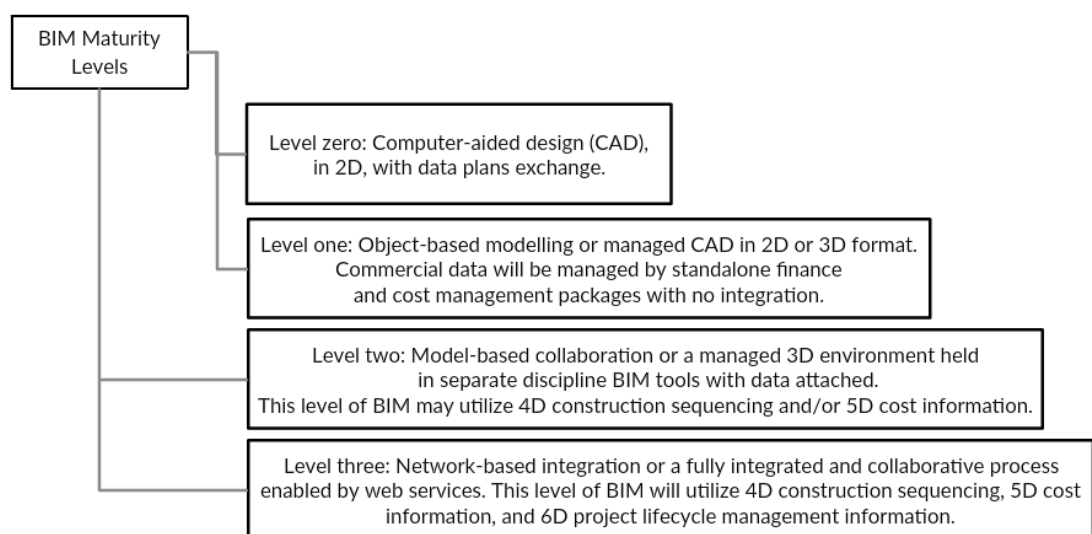 BIM Maturity
Levels
Level zero: Computer-aided design (CAD),
in 2D, with data plans exchange.
Level one: Object-based modelling or managed CAD in 2D or 3D format.
Commercial data will be managed by standalone finance
and cost management packages with no integration.
Level two: Model-based collaboration or a managed 3D environment held
in separate discipline BIM tools with data attached.
This level of BIM may utilize 4D construction sequencing and/or 5D cost information.
Level three: Network-based integration or a fully integrated and collaborative process
enabled by web services. This level of BIM will utilize 4D construction sequencing, 5D cost
information, and 6D project lifecycle management information.